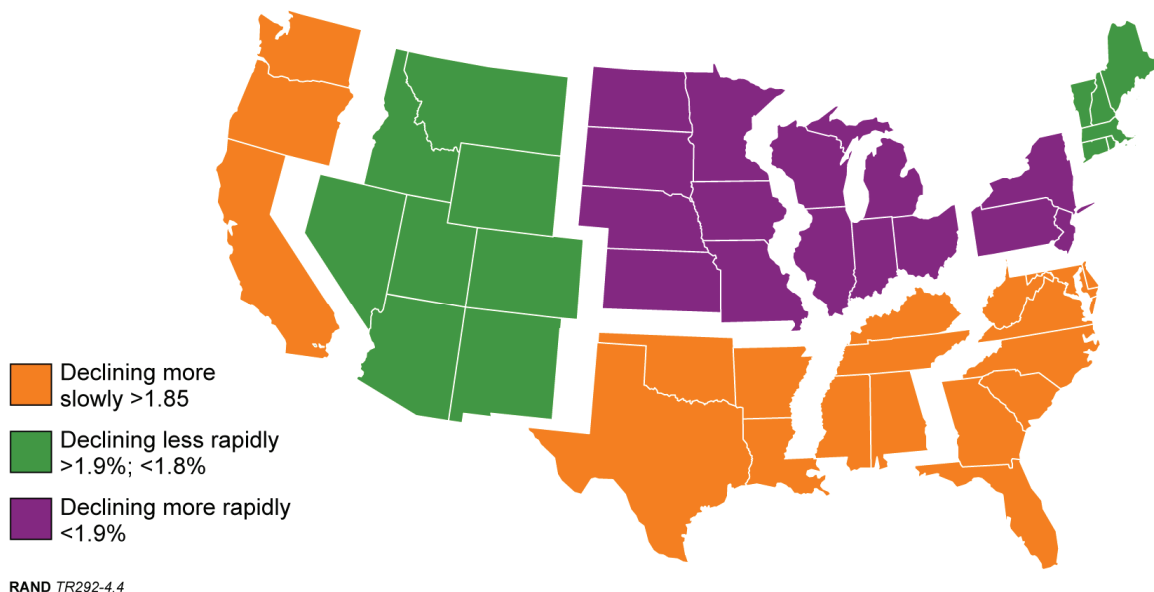 Declining more
slowly >1.85
Declining less rapidly
>1.9%; <1.8%
Declining more rapidly
<1.9%
RAND TR292-4.4